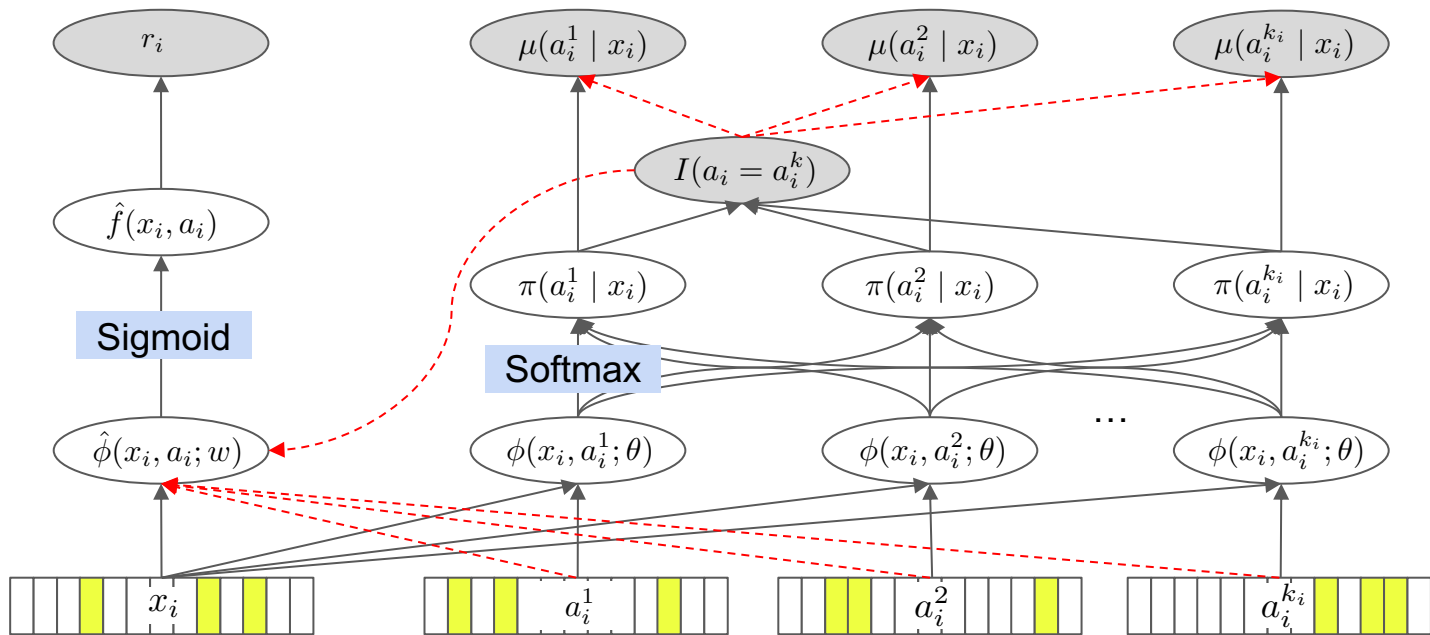 r_i μ(a_i^1 | x_i) μ(a_i^2 | x_i) μ(a_i^{k_i} | x_i)
I(a_i = a_i^k)
f̂(x_i, a_i)
π(a_i^1 | x_i) π(a_i^2 | x_i) π(a_i^{k_i} | x_i)
Sigmoid
Softmax
...
φ̂(x_i, a_i; w) φ(x_i, a_i^1; θ) φ(x_i, a_i^2; θ) φ(x_i, a_i^{k_i}; θ)
x_i a_i^1 a_i^2 a_i^{k_i}